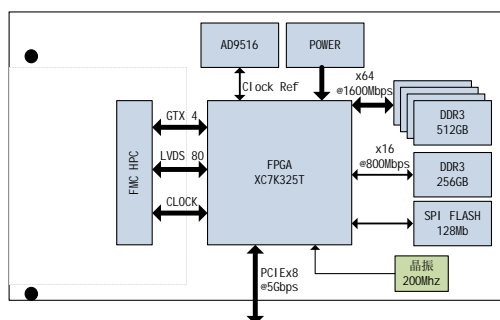 AD9516
POWER
Clock Ref
x64
@1600Mbps
DDR3
512GB
GTX 4
LVDS 80
CLOCK
FMC HPC
FPGA
XC7K325T
x16
@800Mbps
DDR3
256GB
SPI FLASH
128Mb
PCIEx8
@5Gbps
晶振
200Mhz